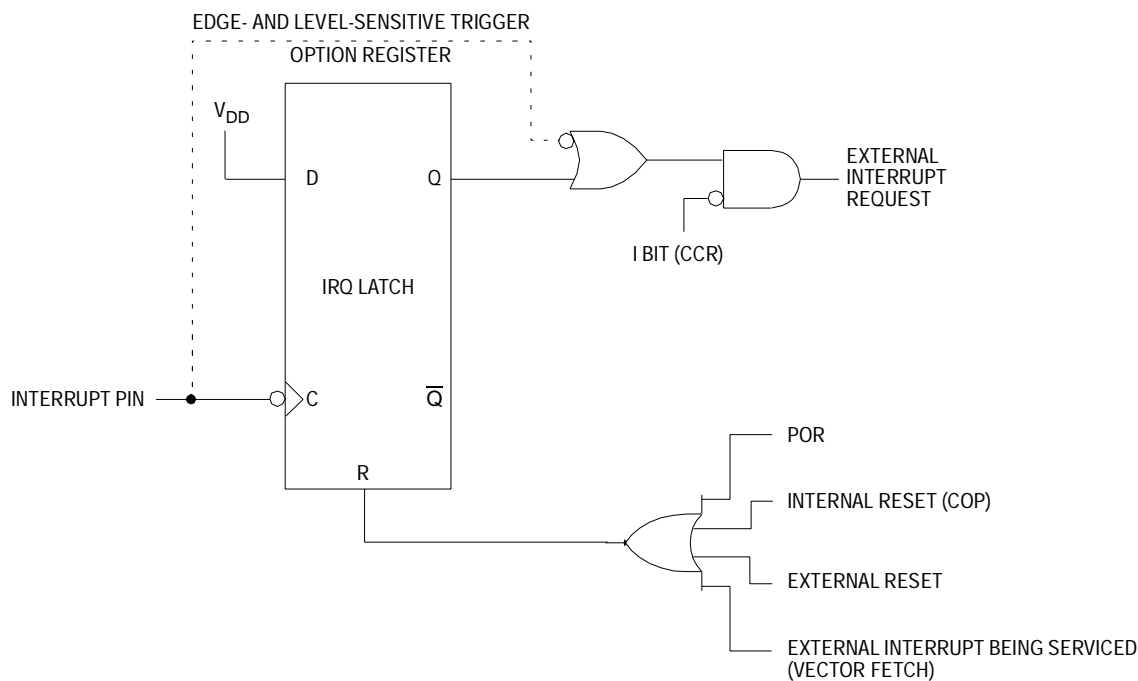 EDGE- AND LEVEL-SENSITIVE TRIGGER
OPTION REGISTER
VDD
D
Q
EXTERNAL
INTERRUPT
REQUEST
I BIT (CCR)
IRQ LATCH
INTERRUPT PIN
C
Q̅
POR
R
INTERNAL RESET (COP)
EXTERNAL RESET
EXTERNAL INTERRUPT BEING SERVICED
(VECTOR FETCH)